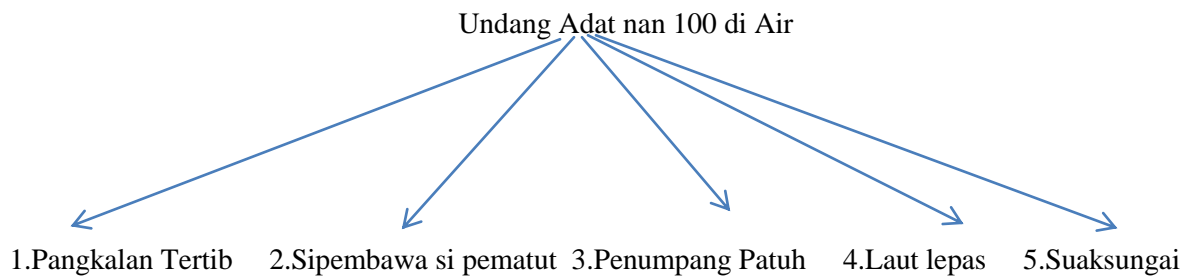 Undang Adat nan 100 di Air
1.Pangkalan Tertib 2.Sipembawa si pematut 3.Penumpang Patuh 4.Laut lepas 5.Suaksungai